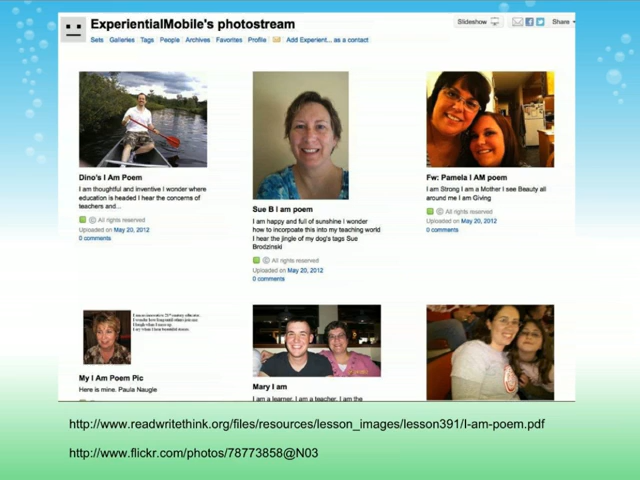 ExperientialMobile's photostream
Slideshow
Share
Sets Galleries Tags People Archives Favorites Profile Add Experient... as a contact
Dino's I Am Poem
I am thoughtful and inventive I wonder where
education is headed I hear the concerns of
teachers and...
All rights reserved
Uploaded on May 20, 2012
0 comments
Sue B I am poem
I am happy and full of sunshine I wonder
how to incorpoate this into my teaching world
I hear the jingle of my dog's tags Sue
Brodzinski
© All rights reserved
Uploaded on May 20, 2012
0 comments
Fw: Pamela I AM poem
I am Strong I am a Mother I see Beauty all
around me I am Giving
© All rights reserved
Uploaded on May 20, 2012
0 comments
My I Am Poem Pic
Here is mine. Paula Naugle
Mary I am
I am a learner, I am a teacher, I am the
http://www.readwritethink.org/files/resources/lesson_images/lesson391/I-am-poem.pdf
http://www.flickr.com/photos/78773858@N03